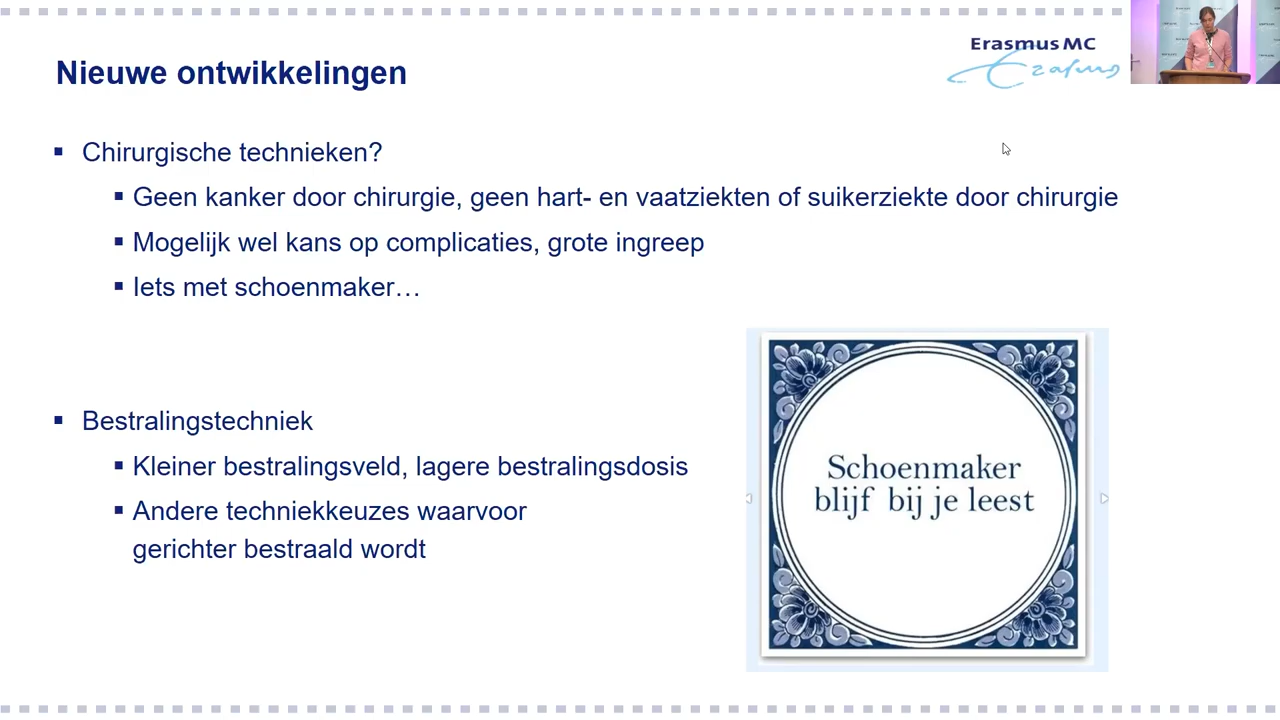 Nieuwe ontwikkelingen
Erasmus MC
Erasmus
Chirurgische technieken?
Geen kanker door chirurgie, geen hart- en vaatziekten of suikerziekte door chirurgie
Mogelijk wel kans op complicaties, grote ingreep
Iets met schoenmaker…
Bestralingstechniek
Kleiner bestralingsveld, lagere bestralingsdosis
Andere techniekkeuzes waarvoor
gerichter bestraald wordt
Schoenmaker
blijf bij je leest